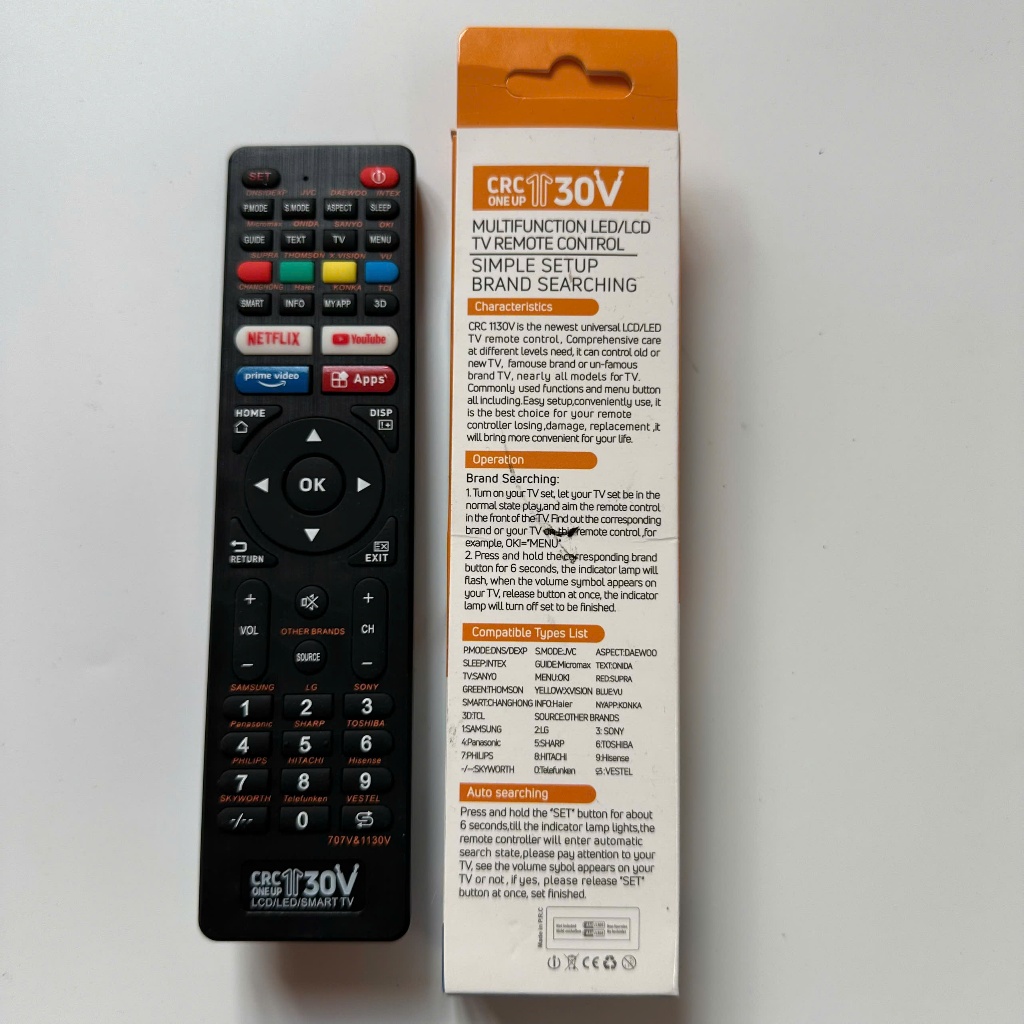 SET
DNS/DEXP JVC DAEWOO INTEX
P.MODE S.MODE ASPECT SLEEP
Micromax ONIDA SANYO OKI
GUIDE TEXT TV MENU
SUPRA THOMSON X.VISION VU
CHANGHONG Haier KONKA TCL
SMART INFO MY APP 3D
NETFLIX YouTube
prime video Apps'
HOME DISP
OK
RETURN EXIT
+ +
VOL CH
OTHER BRANDS
- -
SOURCE
SAMSUNG LG SONY
1 2 3
Panasonic SHARP TOSHIBA
4 5 6
PHILIPS HITACHI Hisense
7 8 9
SKYWORTH Telefunken VESTEL
-/-- 0
707V&1130V
CRC 1130V
ONE UP
LCD/LED/SMART TV
CRC 1130V
ONE UP
MULTIFUNCTION LED/LCD
TV REMOTE CONTROL
SIMPLE SETUP
BRAND SEARCHING
Characteristics
CRC 1130V is the newest universal LCD/LED
TV remote control, Comprehensive care
at different levels need, it can control old or
new TV, famouse brand or un-famous
brand TV, nearly all models for TV.
Commonly used functions and menu button
all including.Easy setup,conveniently use, it
is the best choice for your remote
controller losing,damage, replacement ,it
will bring more convenient for your life.
Operation
Brand Searching:
1. Turn on your TV set, let your TV set be in the
normal state play,and aim the remote control
in the front of the TV. Find out the corresponding
brand or your TV on this remote control ,for
example, OKI="MENU"
2. Press and hold the corresponding brand
button for 6 seconds, the indicator lamp will
flash, when the volume symbol appears on
your TV, release button at once, the indicator
lamp will turn off set to be finished.
Compatible Types List
P.MODE:DNS/DEXP S.MODE:JVC ASPECT:DAEWOO
SLEEP:INTEX GUIDE:Micromax TEXT:ONIDA
TV:SANYO MENU:OKI RED:SUPRA
GREEN:THOMSON YELLOW:XVISION BLUE:VU
SMART:CHANGHONG INFO:Haier NYAPP:KONKA
3D:TCL SOURCE:OTHER BRANDS
1:SAMSUNG 2:LG 3: SONY
4:Panasonic 5:SHARP 6:TOSHIBA
7:PHILIPS 8:HITACHI 9:Hisense
-/--:SKYWORTH 0:Telefunken :VESTEL
Auto searching
Press and hold the "SET" button for about
6 seconds,till the indicator lamp lights,the
remote controller will enter automatic
search state,please pay attention to your
TV, see the volume sybol appears on your
TV or not , if yes, please release "SET"
button at once, set finished.
Made in P.R.C
CE